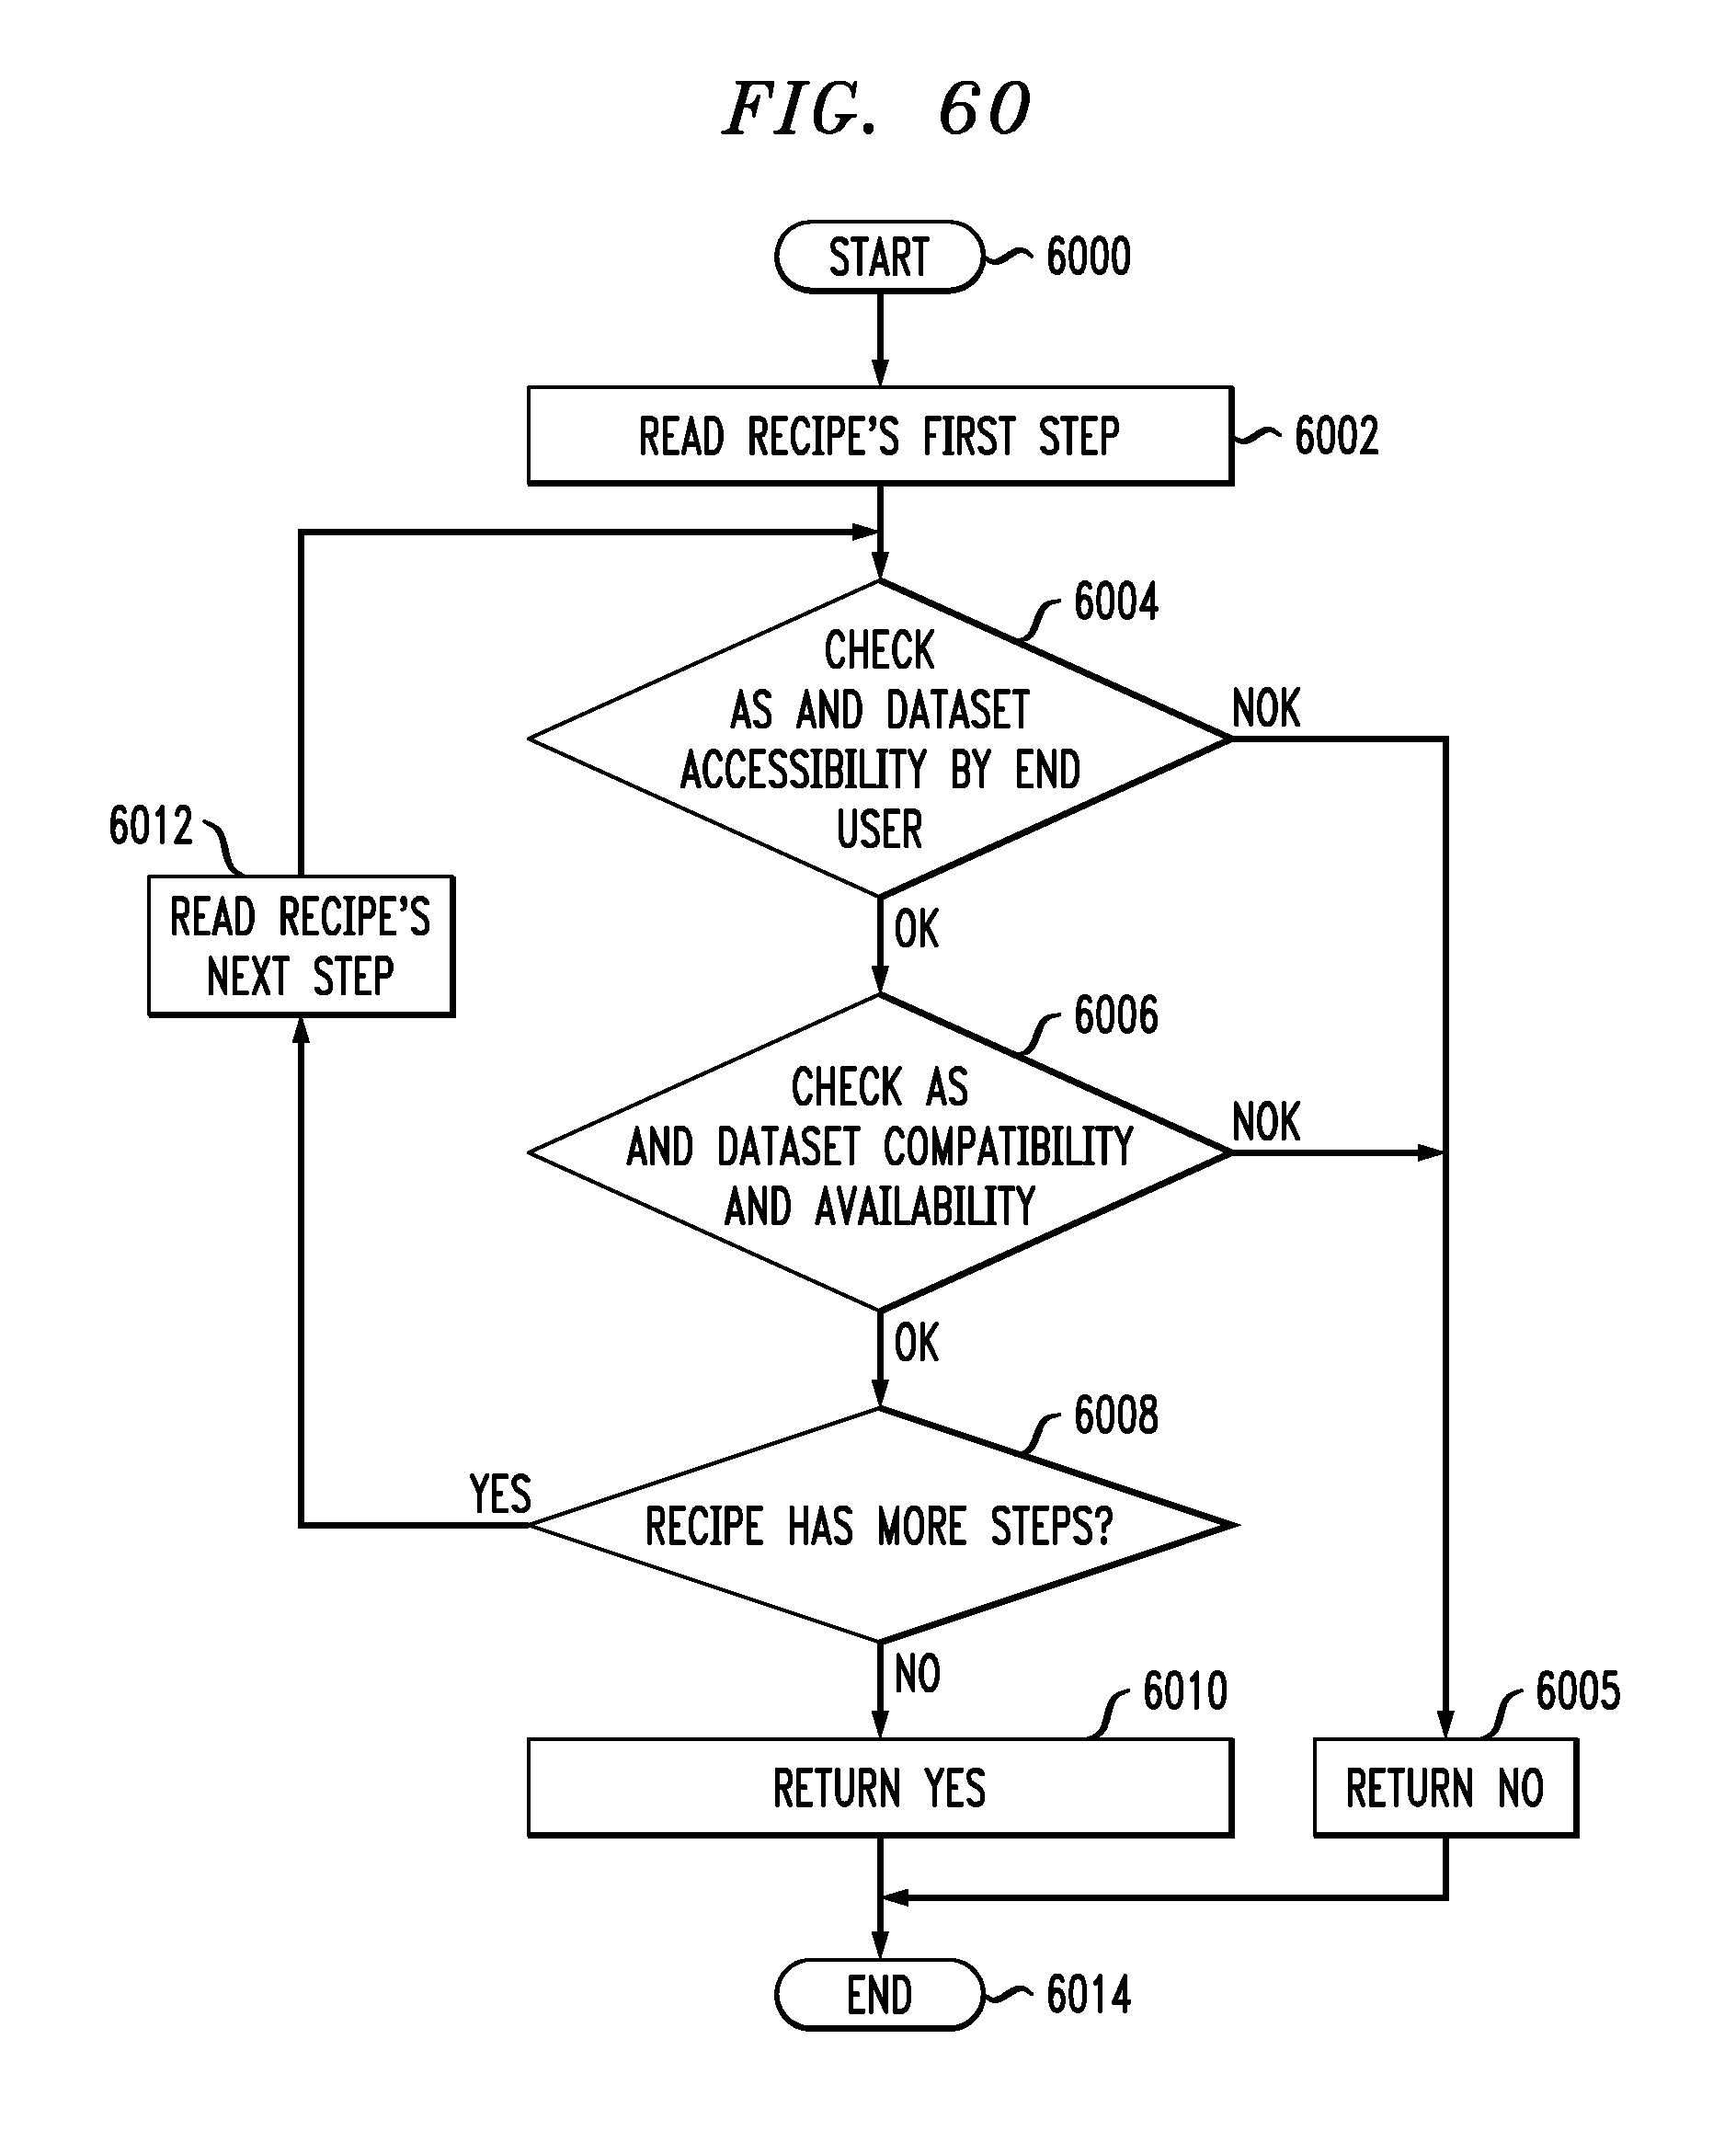 FIG. 60
START
6000
READ RECIPE'S FIRST STEP
6002
6004
CHECK
AS AND DATASET
ACCESSIBILITY BY END
USER
NOK
OK
6012
READ RECIPE'S
NEXT STEP
6006
CHECK AS
AND DATASET COMPATIBILITY
AND AVAILABILITY
NOK
OK
6008
YES
RECIPE HAS MORE STEPS?
NO
6010
RETURN YES
6005
RETURN NO
END
6014